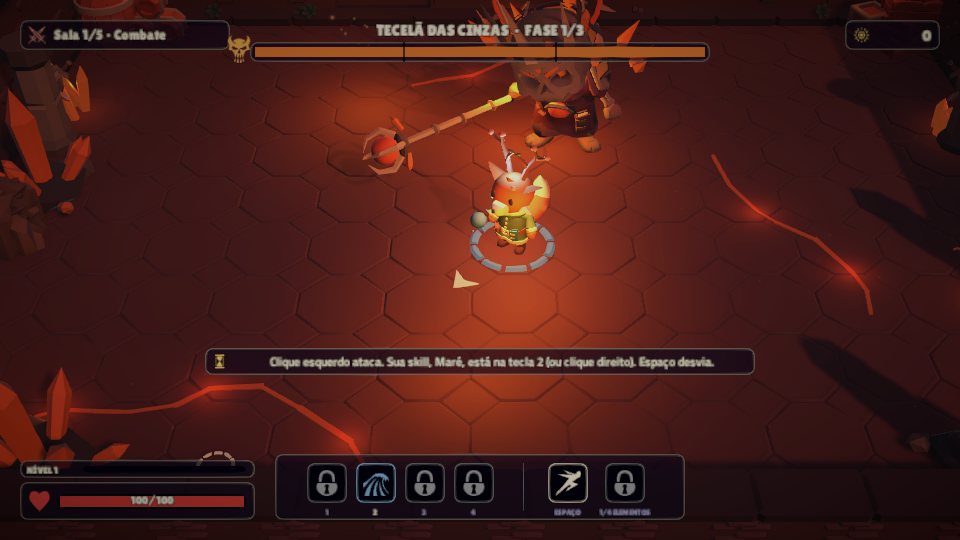 Sala 1/5 · Combate
TECELÃ DAS CINZAS · FASE 1/3
0
Clique esquerdo ataca. Sua skill, Maré, está na tecla 2 (ou clique direito). Espaço desvia.
NÍVEL 1
100/100
1
2
3
4
ESPAÇO
1/4 ELEMENTOS